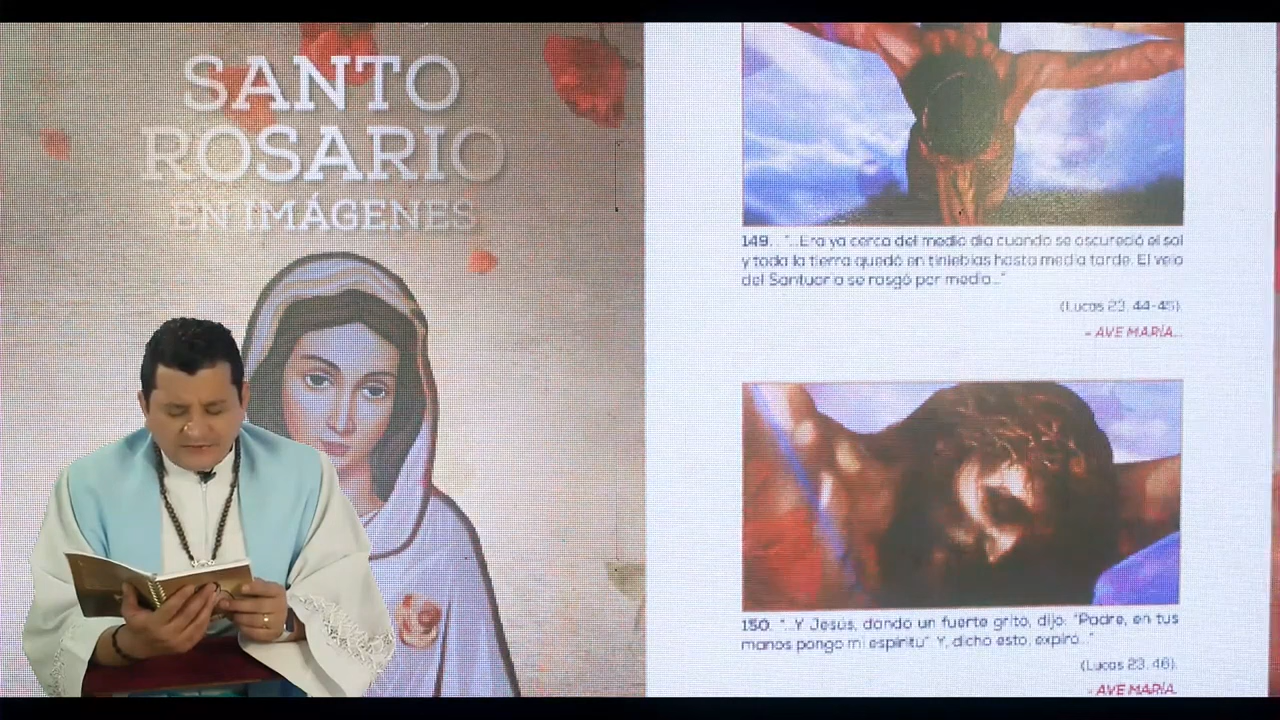 SANTO
ROSARIO
EN IMÁGENES
149. "...Era ya cerca del medio día cuando se oscureció el sol
y toda la tierra quedó en tinieblas hasta media tarde. El velo
del Santuario se rasgó por medio..."
(Lucas 23, 44-45).
- AVE MARÍA...
150. "...Y Jesús, dando un fuerte grito, dijo: "Padre, en tus
manos pongo mi espíritu" Y, dicho esto, expiró..."
(Lucas 23, 46).
- AVE MARÍA.